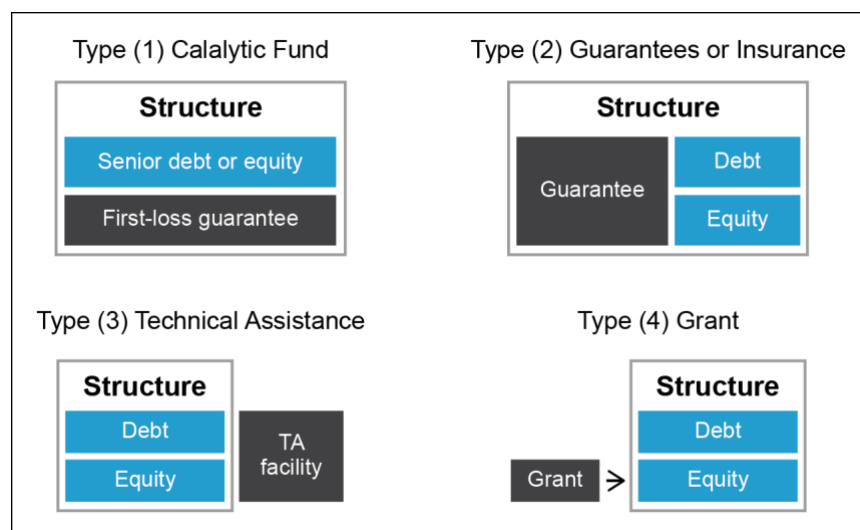 Type (1) Calalytic Fund
Structure
Senior debt or equity
First-loss guarantee
Type (2) Guarantees or Insurance
Structure
Guarantee
Debt
Equity
Type (3) Technical Assistance
Structure
Debt
Equity
TA
facility
Type (4) Grant
Structure
Grant
Debt
Equity